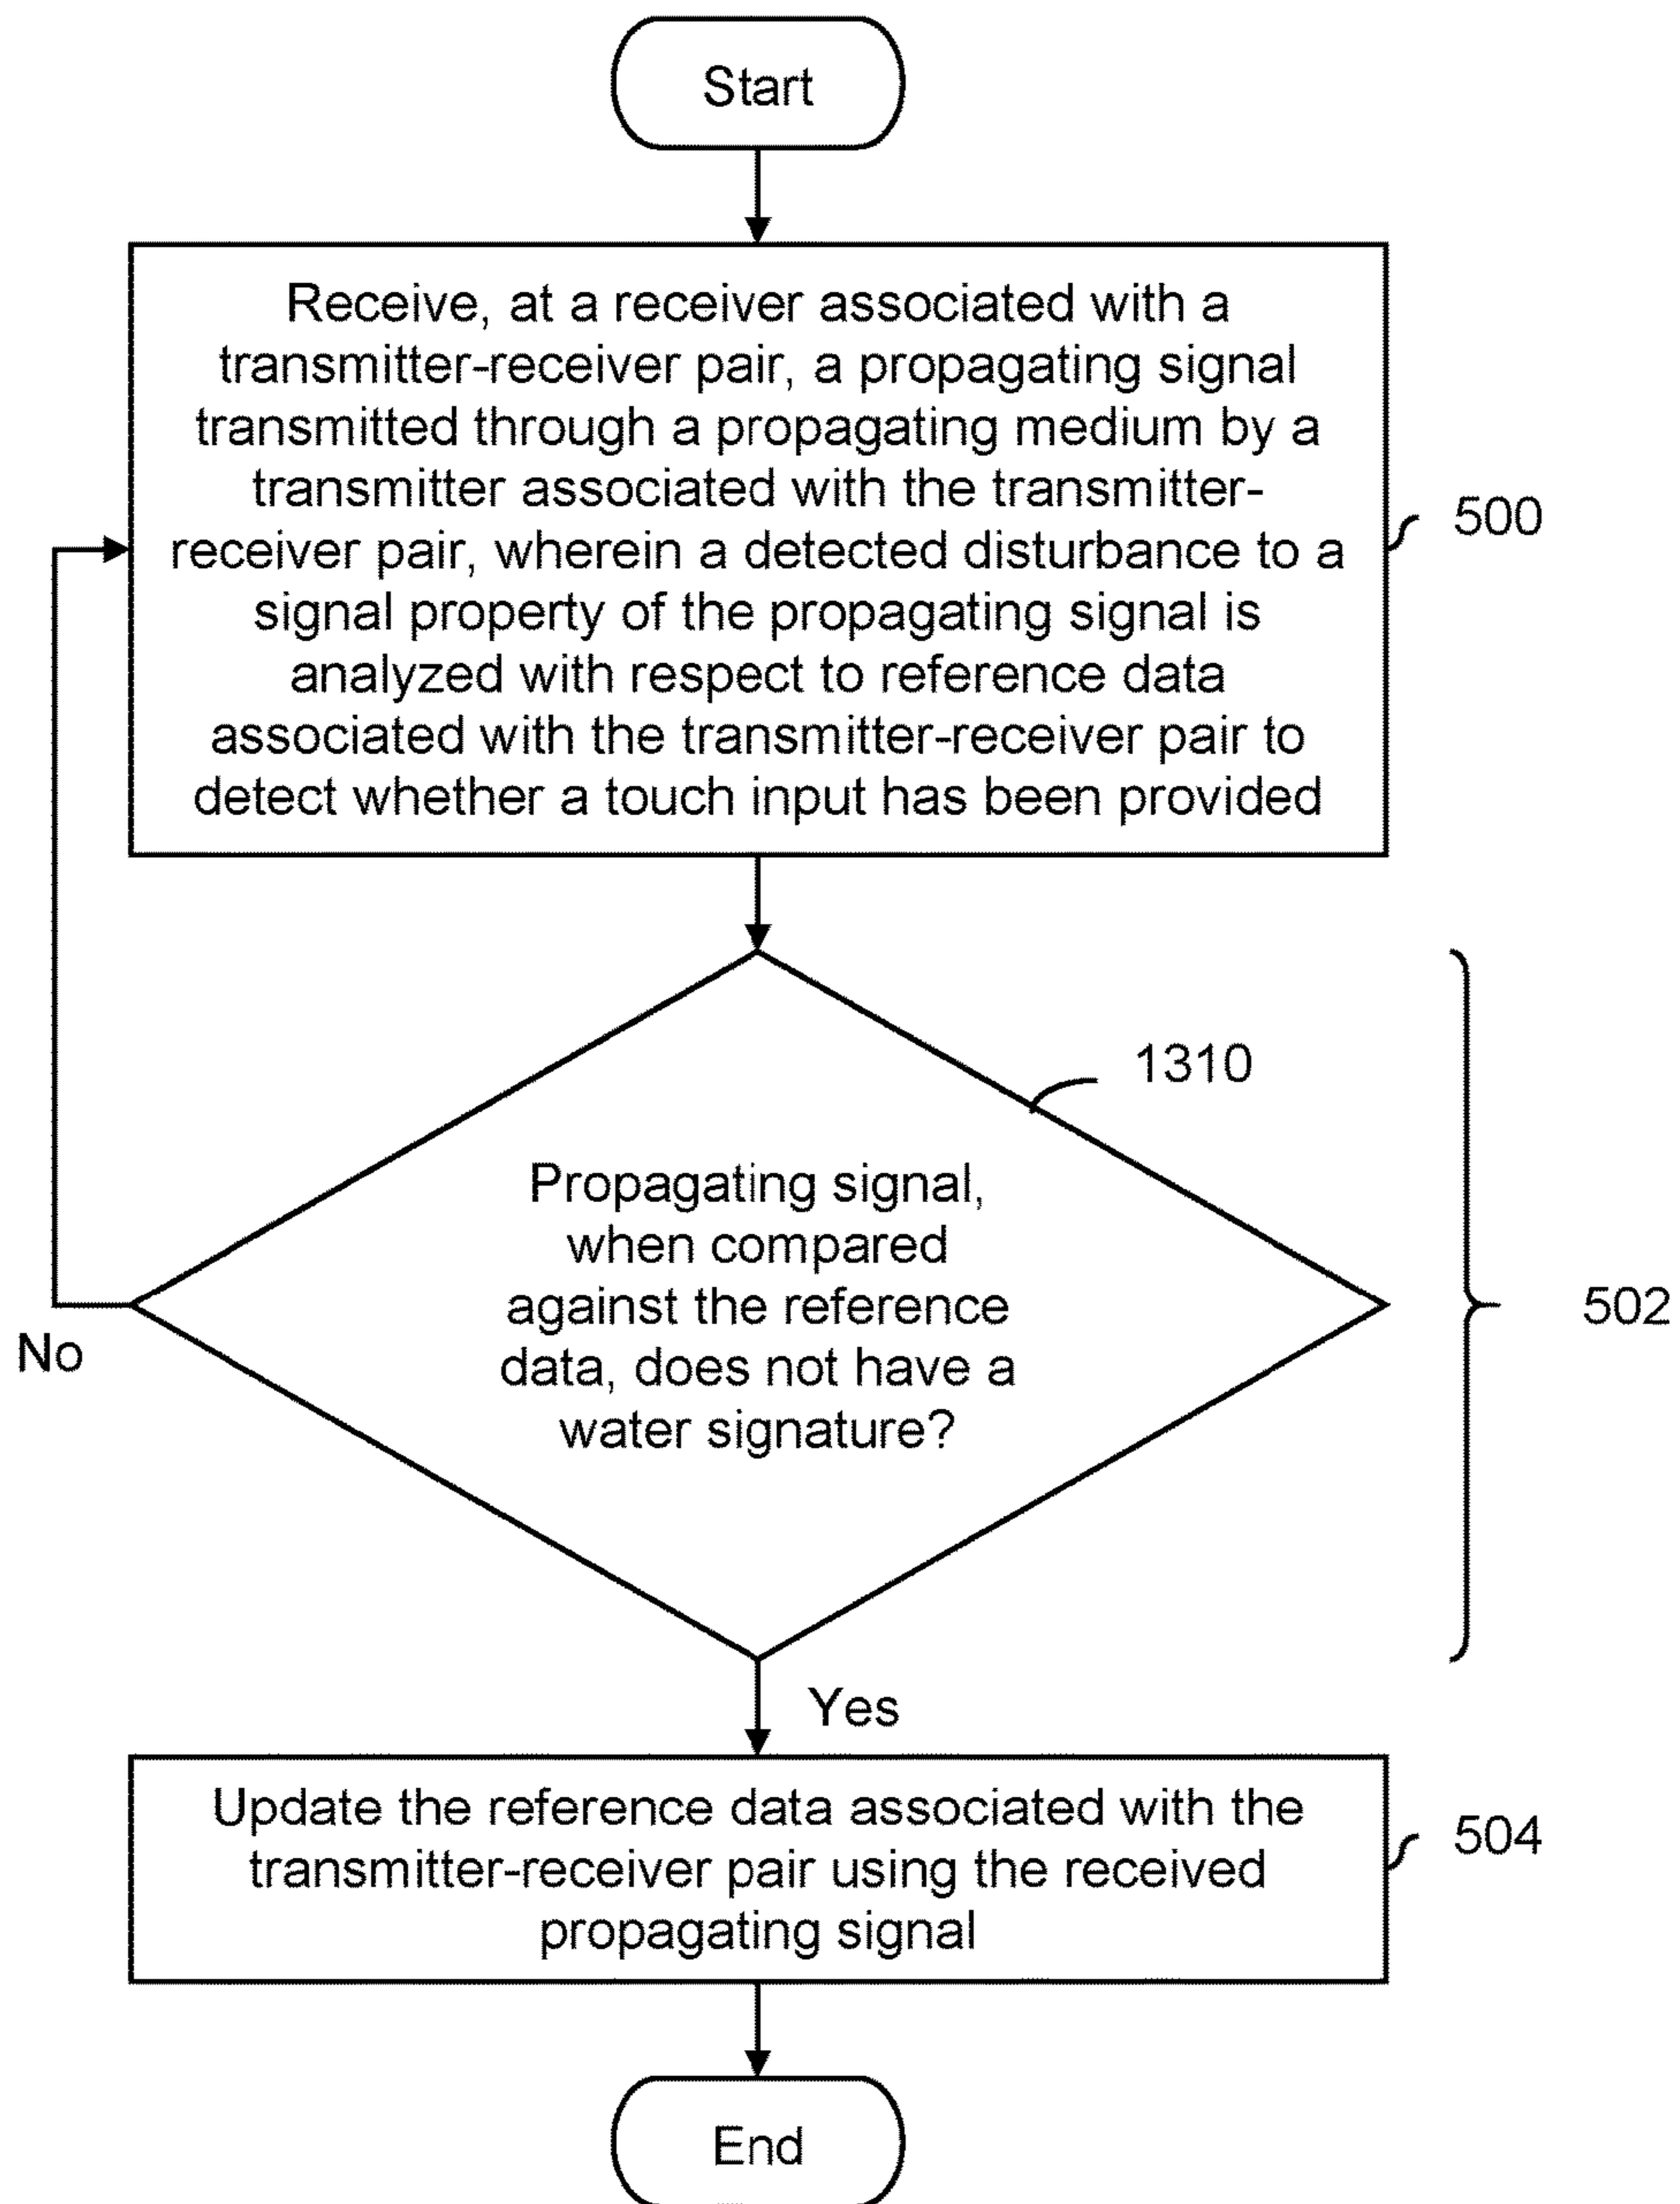 Start
Receive, at a receiver associated with a
transmitter-receiver pair, a propagating signal
transmitted through a propagating medium by a
transmitter associated with the transmitter-
receiver pair, wherein a detected disturbance to a
signal property of the propagating signal is
analyzed with respect to reference data
associated with the transmitter-receiver pair to
detect whether a touch input has been provided
500
1310
Propagating signal,
when compared
against the reference
data, does not have a
water signature?
502
No
Yes
Update the reference data associated with the
transmitter-receiver pair using the received
propagating signal
504
End